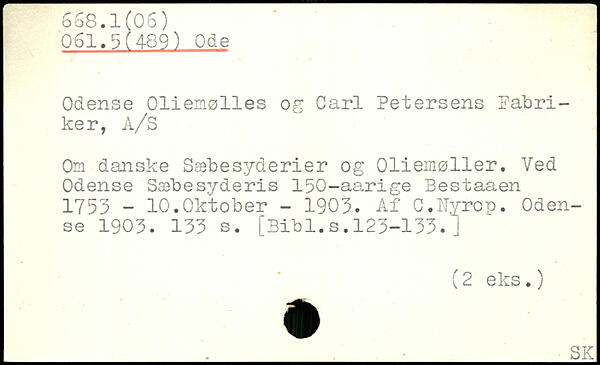 668.1(06)
061.5(489) Ode
Odense Oliemølles og Carl Petersens Fabri-
ker, A/S
Om danske Sæbesyderier og Oliemøller. Ved
Odense Sæbesyderis 150-aarige Bestaaen
1753 - 10.Oktober - 1903. Af C.Nyrop. Oden-
se 1903. 133 s. [Bibl.s.123-133.]
(2 eks.)
SK